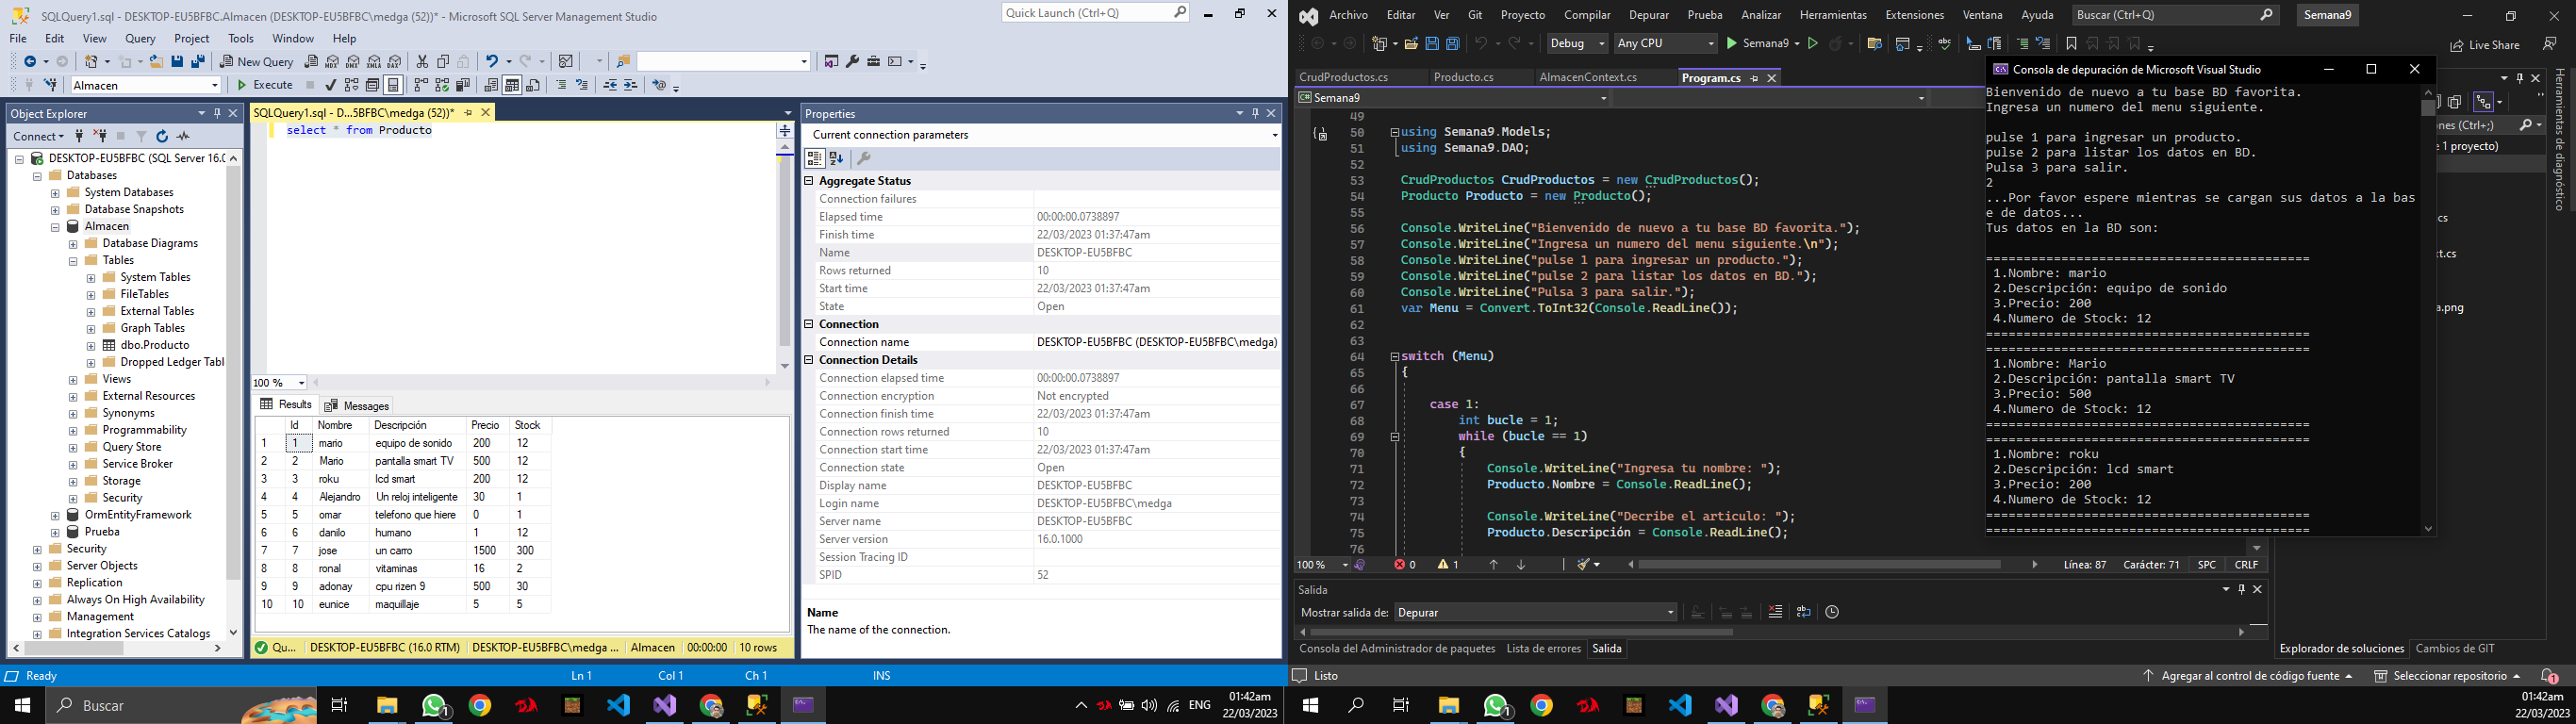 SQLQuery1.sql - DESKTOP-EU5BFBC.Almacen (DESKTOP-EU5BFBC\medga (52))* - Microsoft SQL Server Management Studio
Quick Launch (Ctrl+Q)
File Edit View Query Project Tools Window Help
New Query
Almacen
Execute
Object Explorer
Connect
DESKTOP-EU5BFBC (SQL Server 16.0
Databases
System Databases
Database Snapshots
Almacen
Database Diagrams
Tables
System Tables
FileTables
External Tables
Graph Tables
dbo.Producto
Dropped Ledger Tabl
Views
External Resources
Synonyms
Programmability
Query Store
Service Broker
Storage
Security
OrmEntityFramework
Prueba
Security
Server Objects
Replication
Always On High Availability
Management
Integration Services Catalogs
SQLQuery1.sql - D...5BFBC\medga (52))*
select * from Producto
100 %
Results Messages
Id Nombre Descripción Precio Stock
1 1 mario equipo de sonido 200 12
2 2 Mario pantalla smart TV 500 12
3 3 roku lcd smart 200 12
4 4 Alejandro Un reloj inteligente 30 1
5 5 omar telefono que hiere 0 1
6 6 danilo humano 1 12
7 7 jose un carro 1500 300
8 8 ronal vitaminas 16 2
9 9 adonay cpu rizen 9 500 30
10 10 eunice maquillaje 5 5
Qu... DESKTOP-EU5BFBC (16.0 RTM) DESKTOP-EU5BFBC\medga ... Almacen 00:00:00 10 rows
Properties
Current connection parameters
Aggregate Status
Connection failures
Elapsed time 00:00:00.0738897
Finish time 22/03/2023 01:37:47am
Name DESKTOP-EU5BFBC
Rows returned 10
Start time 22/03/2023 01:37:47am
State Open
Connection
Connection name DESKTOP-EU5BFBC (DESKTOP-EU5BFBC\medga)
Connection Details
Connection elapsed time 00:00:00.0738897
Connection encryption Not encrypted
Connection finish time 22/03/2023 01:37:47am
Connection rows returned 10
Connection start time 22/03/2023 01:37:47am
Connection state Open
Display name DESKTOP-EU5BFBC
Login name DESKTOP-EU5BFBC\medga
Server name DESKTOP-EU5BFBC
Server version 16.0.1000
Session Tracing ID
SPID 52
Name
The name of the connection.
Ready Ln 1 Col 1 Ch 1 INS
Buscar
1
ENG
01:42am
22/03/2023
Archivo Editar Ver Git Proyecto Compilar Depurar Prueba Analizar Herramientas Extensiones Ventana Ayuda
Buscar (Ctrl+Q)
Semana9
Debug Any CPU Semana9
Live Share
CrudProductos.cs Producto.cs AlmacenContext.cs Program.cs
Semana9
49
50 using Semana9.Models;
51 using Semana9.DAO;
52
53 CrudProductos CrudProductos = new CrudProductos();
54 Producto Producto = new Producto();
55
56 Console.WriteLine("Bienvenido de nuevo a tu base BD favorita.");
57 Console.WriteLine("Ingresa un numero del menu siguiente.\n");
58 Console.WriteLine("pulse 1 para ingresar un producto.");
59 Console.WriteLine("pulse 2 para listar los datos en BD.");
60 Console.WriteLine("Pulsa 3 para salir.");
61 var Menu = Convert.ToInt32(Console.ReadLine());
62
63
64 switch (Menu)
65 {
66
67 case 1:
68 int bucle = 1;
69 while (bucle == 1)
70 {
71 Console.WriteLine("Ingresa tu nombre: ");
72 Producto.Nombre = Console.ReadLine();
73
74 Console.WriteLine("Decribe el articulo: ");
75 Producto.Descripción = Console.ReadLine();
76
100 % 0 1 Línea: 87 Carácter: 71 SPC CRLF
Salida
Mostrar salida de: Depurar
Consola del Administrador de paquetes Lista de errores Salida
Consola de depuración de Microsoft Visual Studio
Bienvenido de nuevo a tu base BD favorita.
Ingresa un numero del menu siguiente.
pulse 1 para ingresar un producto.
pulse 2 para listar los datos en BD.
Pulsa 3 para salir.
2
...Por favor espere mientras se cargan sus datos a la bas
e de datos...
Tus datos en la BD son:
===========================================
1.Nombre: mario
2.Descripción: equipo de sonido
3.Precio: 200
4.Numero de Stock: 12
===========================================
===========================================
1.Nombre: Mario
2.Descripción: pantalla smart TV
3.Precio: 500
4.Numero de Stock: 12
===========================================
===========================================
1.Nombre: roku
2.Descripción: lcd smart
3.Precio: 200
4.Numero de Stock: 12
===========================================
===========================================
ones (Ctrl+;)
e 1 proyecto)
cs
xt.cs
a.png
Herramientas de diagnóstico
Explorador de soluciones Cambios de GIT
Listo Agregar al control de código fuente Seleccionar repositorio 1
1
01:42am
22/03/2023